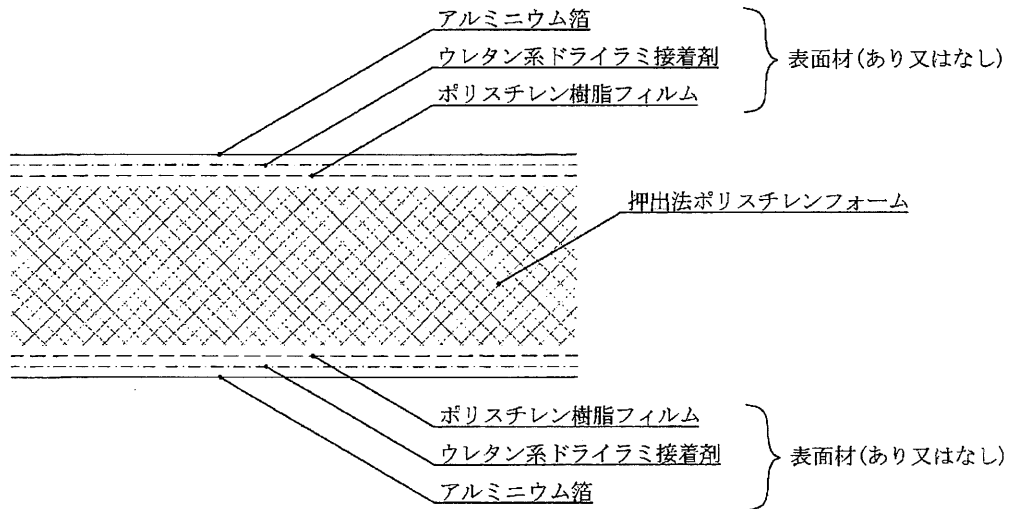 アルミニウム箔
ウレタン系ドライラミ接着剤
ポリスチレン樹脂フィルム
表面材(あり又はなし)
押出法ポリスチレンフォーム
ポリスチレン樹脂フィルム
ウレタン系ドライラミ接着剤
アルミニウム箔
表面材(あり又はなし)